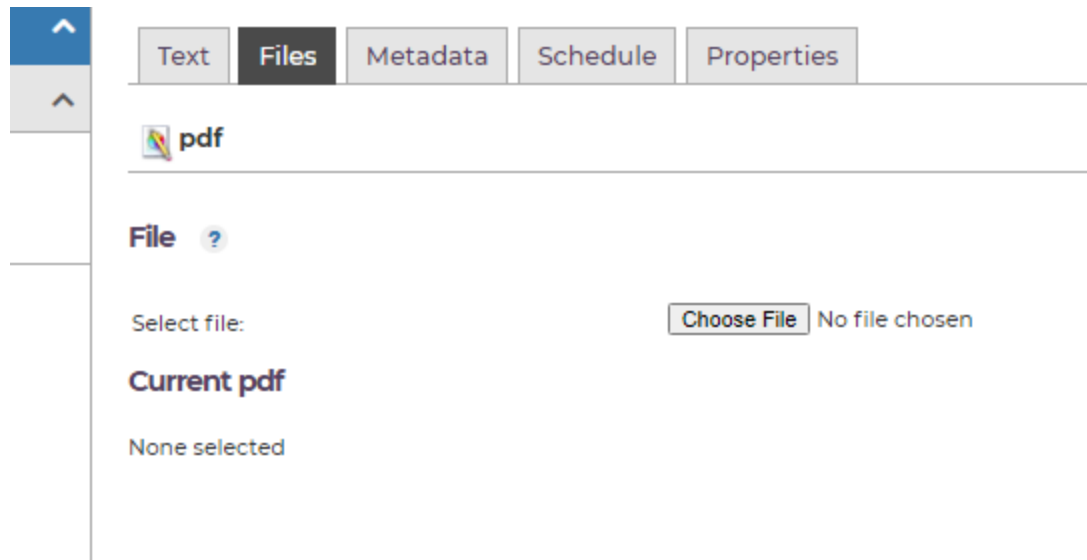 Text Files Metadata Schedule Properties
pdf
File ?
Select file: Choose File No file chosen
Current pdf
None selected